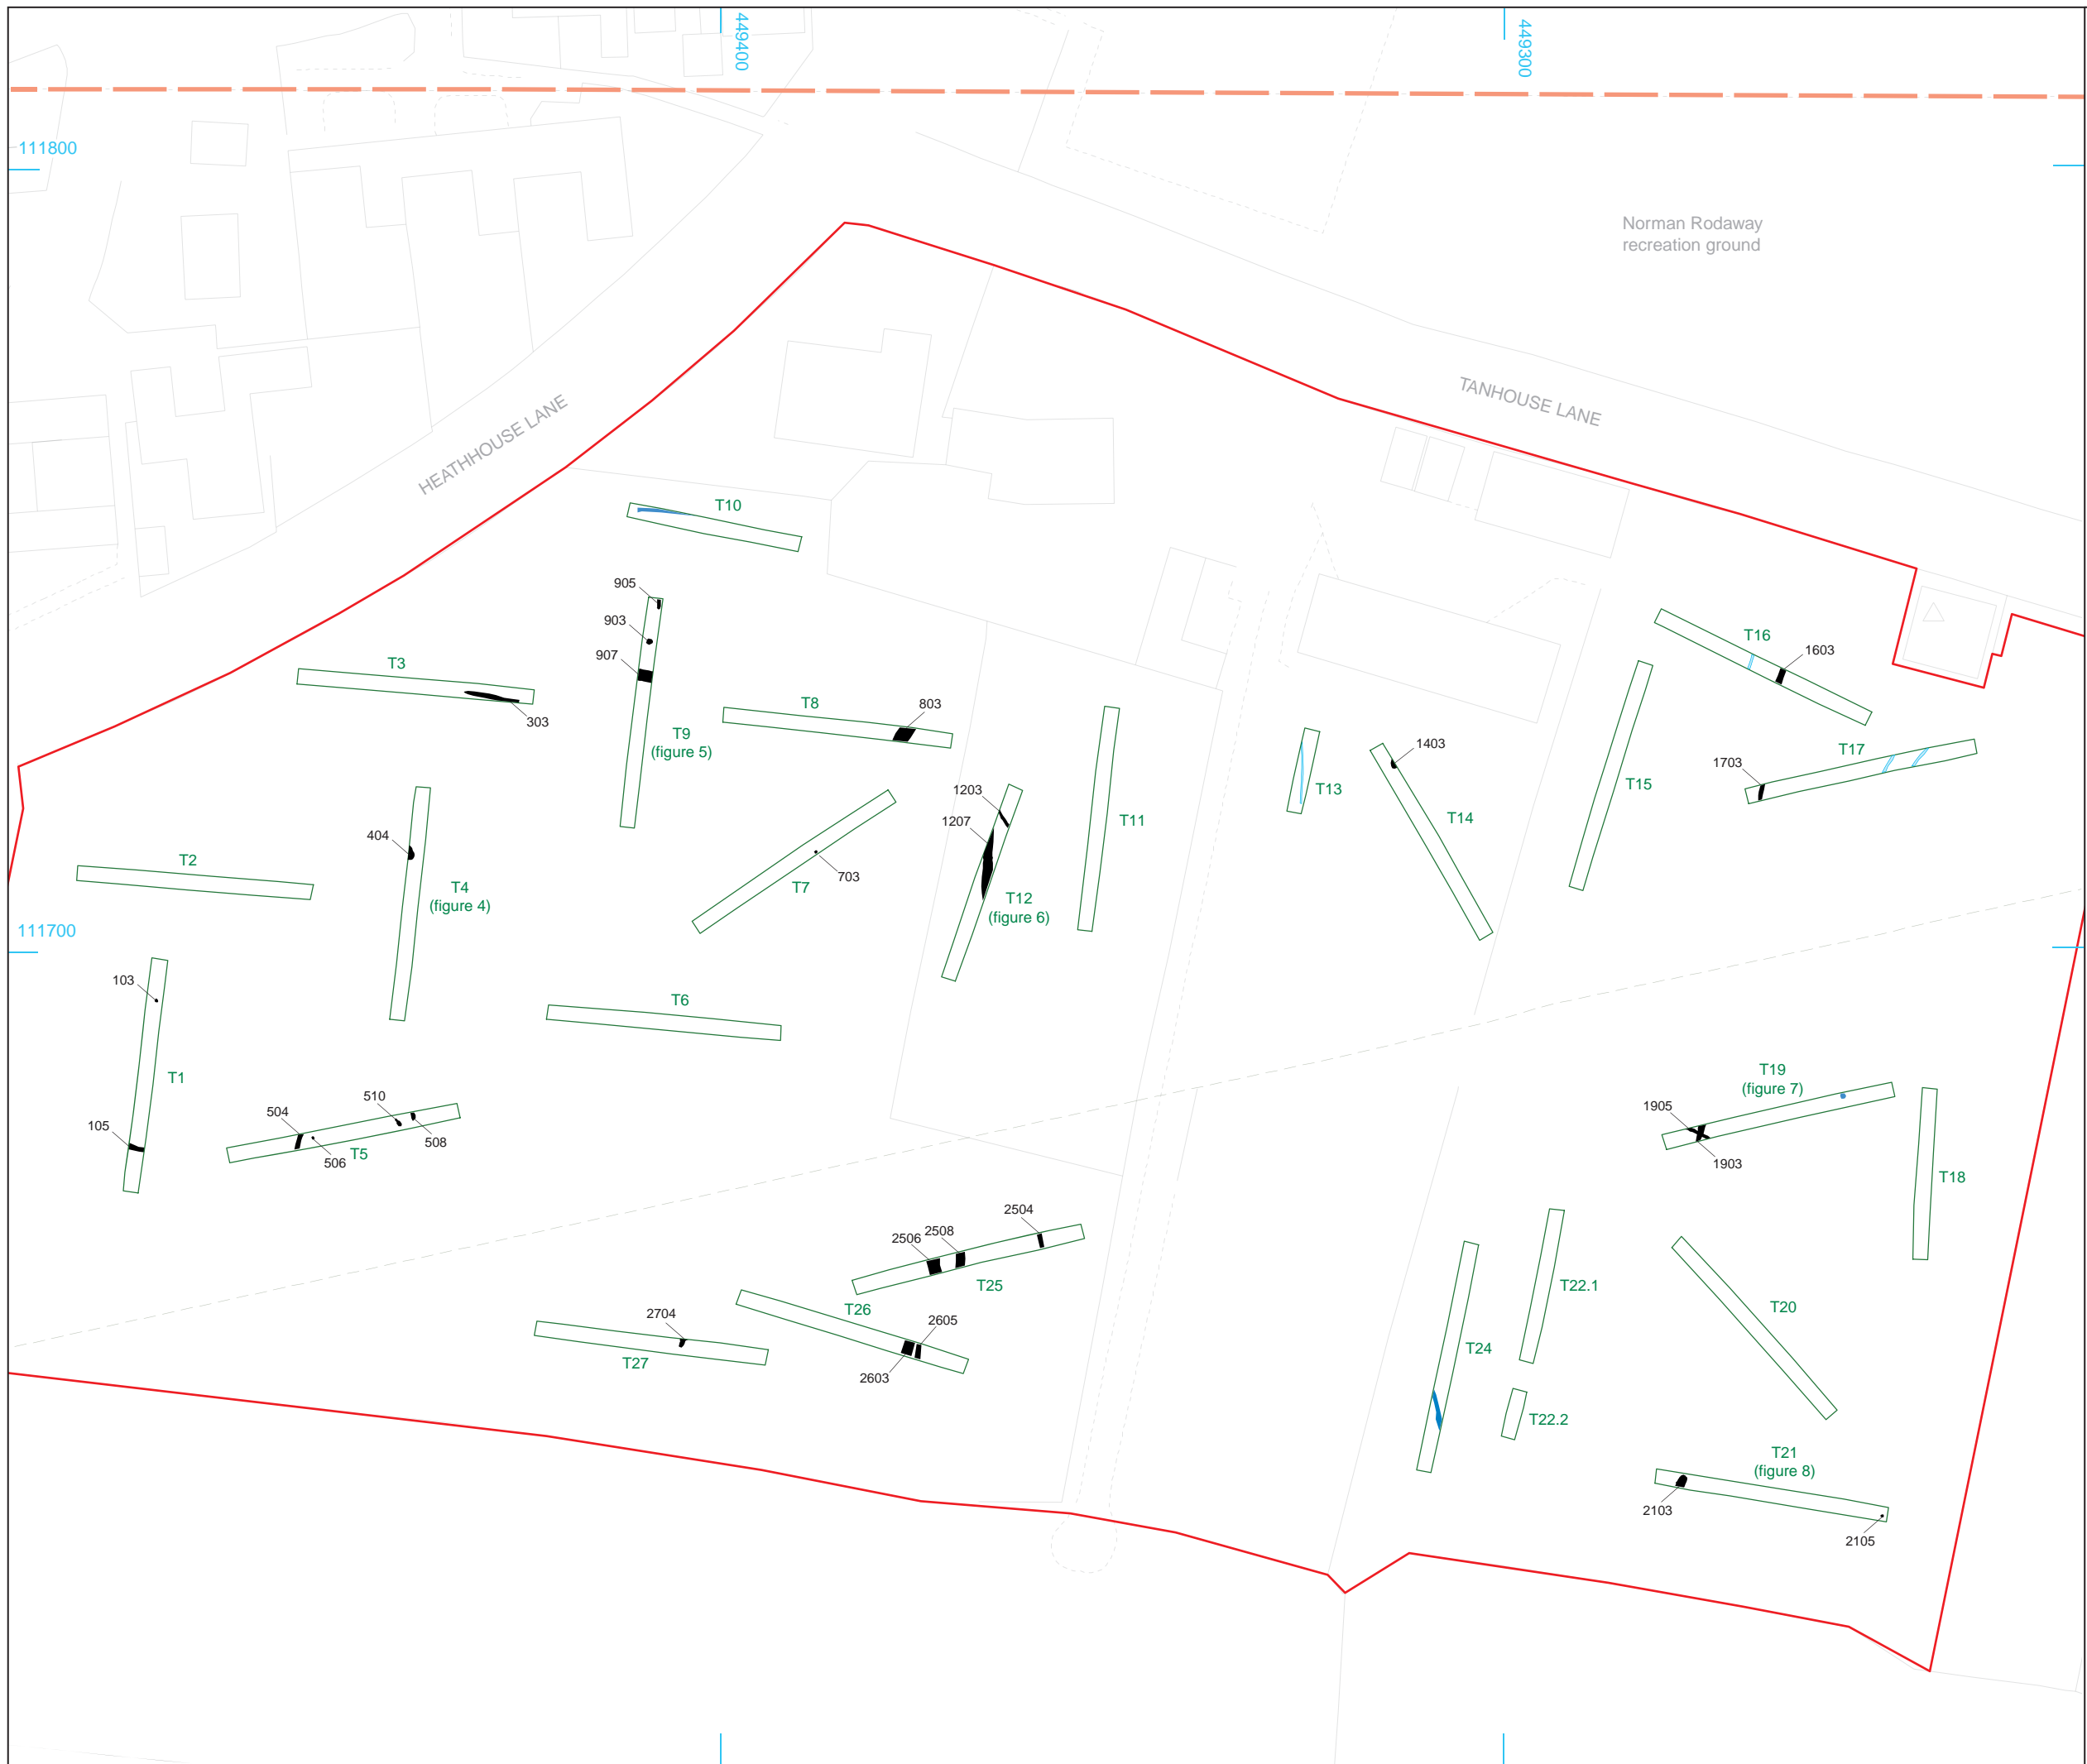 449400
449300
111800
Norman Rodaway
recreation ground
TANHOUSE LANE
HEATHHOUSE LANE
T10
905
903
907
T16
1603
T3
303
T8
803
T9
(figure 5)
1403
T17
1703
T13
T15
1203
1207
T11
T14
404
T2
T4
(figure 4)
T7
703
T12
(figure 6)
111700
103
T6
T1
T19
(figure 7)
504
510
105
506
T5
508
1905
1903
T18
2504
2506
2508
T25
T22.1
T26
T20
2704
2605
T27
2603
T24
T22.2
T21
(figure 8)
2103
2105